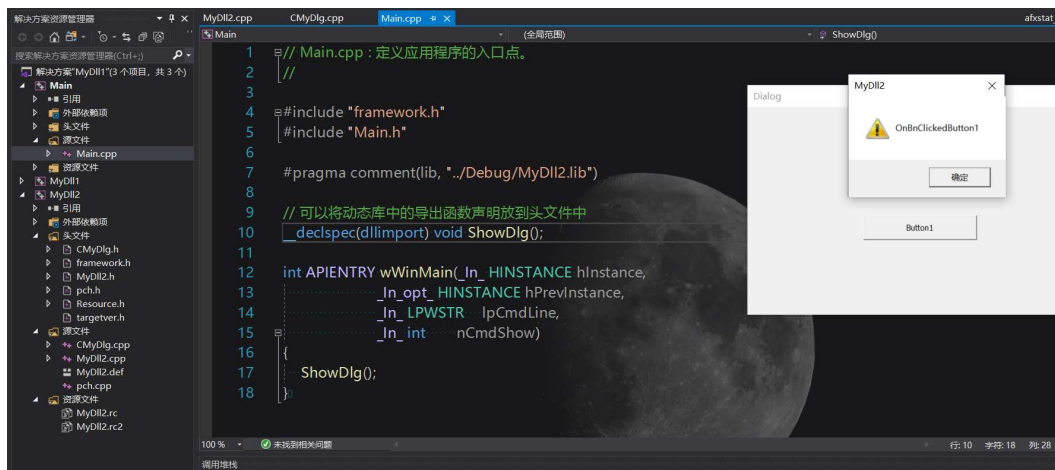 解决方案资源管理器
搜索解决方案资源管理器(Ctrl+;)
解决方案"MyDll1"(3 个项目，共 3 个)
Main
引用
外部依赖项
头文件
源文件
Main.cpp
资源文件
MyDll1
MyDll2
引用
外部依赖项
头文件
CMyDlg.h
framework.h
MyDll2.h
pch.h
Resource.h
targetver.h
源文件
CMyDlg.cpp
MyDll2.cpp
MyDll2.def
pch.cpp
资源文件
MyDll2.rc
MyDll2.rc2
MyDll2.cpp CMyDlg.cpp Main.cpp afxstat_
Main (全局范围) ShowDlg()
1 // Main.cpp : 定义应用程序的入口点。
2 //
3
4 #include "framework.h"
5 #include "Main.h"
6
7 #pragma comment(lib, "../Debug/MyDll2.lib")
8
9 // 可以将动态库中的导出函数声明放到头文件中
10 __declspec(dllimport) void ShowDlg();
11
12 int APIENTRY wWinMain(_In_ HINSTANCE hInstance,
13 _In_opt_ HINSTANCE hPrevInstance,
14 _In_ LPWSTR lpCmdLine,
15 _In_ int nCmdShow)
16 {
17 ShowDlg();
18 }
Dialog
MyDll2
OnBnClickedButton1
确定
Button1
100 % 未找到相关问题 行: 10 字符: 18 列: 28
调用堆栈